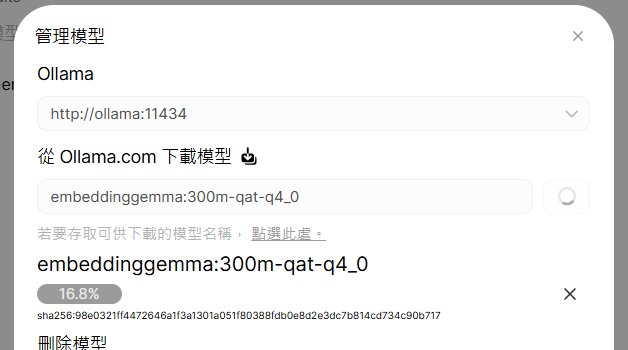 管理模型
Ollama
http://ollama:11434
從 Ollama.com 下載模型
embeddinggemma:300m-qat-q4_0
若要存取可供下載的模型名稱，點選此處。
embeddinggemma:300m-qat-q4_0
16.8%
sha256:98e0321ff4472646a1f3a1301a051f80388fdb0e8d2e3dc7b814cd734c90b717
刪除模型